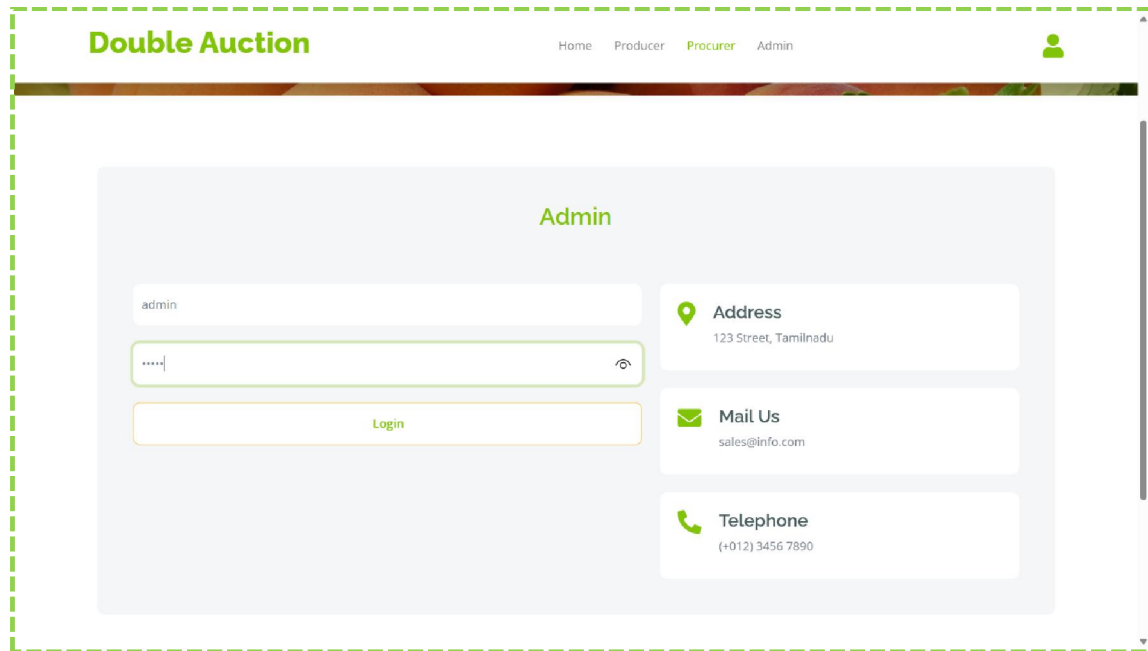 Double Auction
Home Producer Procurer Admin
Admin
admin
•••••
Login
Address
123 Street, Tamilnadu
Mail Us
sales@info.com
Telephone
(+012) 3456 7890